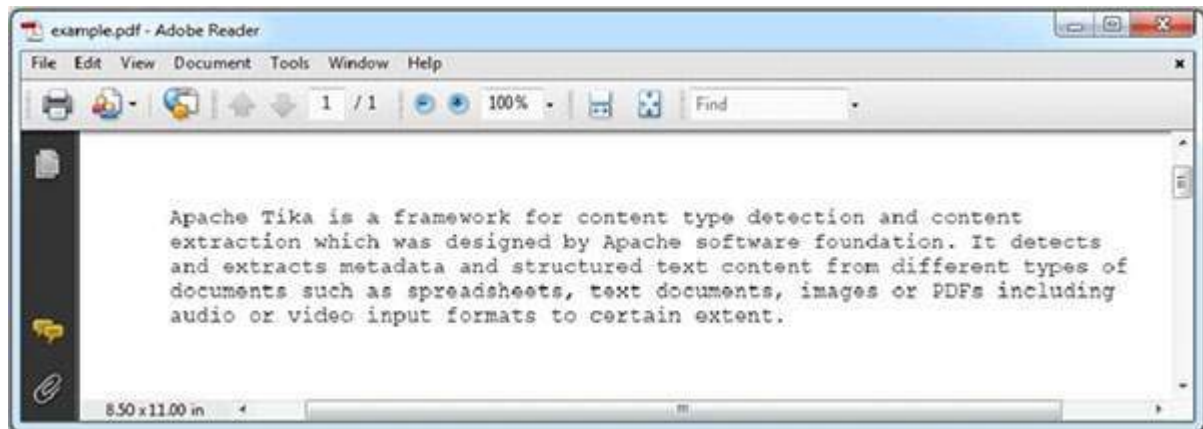 example.pdf - Adobe Reader
File Edit View Document Tools Window Help
1 / 1 100% Find
Apache Tika is a framework for content type detection and content
extraction which was designed by Apache software foundation. It detects
and extracts metadata and structured text content from different types of
documents such as spreadsheets, text documents, images or PDFs including
audio or video input formats to certain extent.
8.50 x 11.00 in